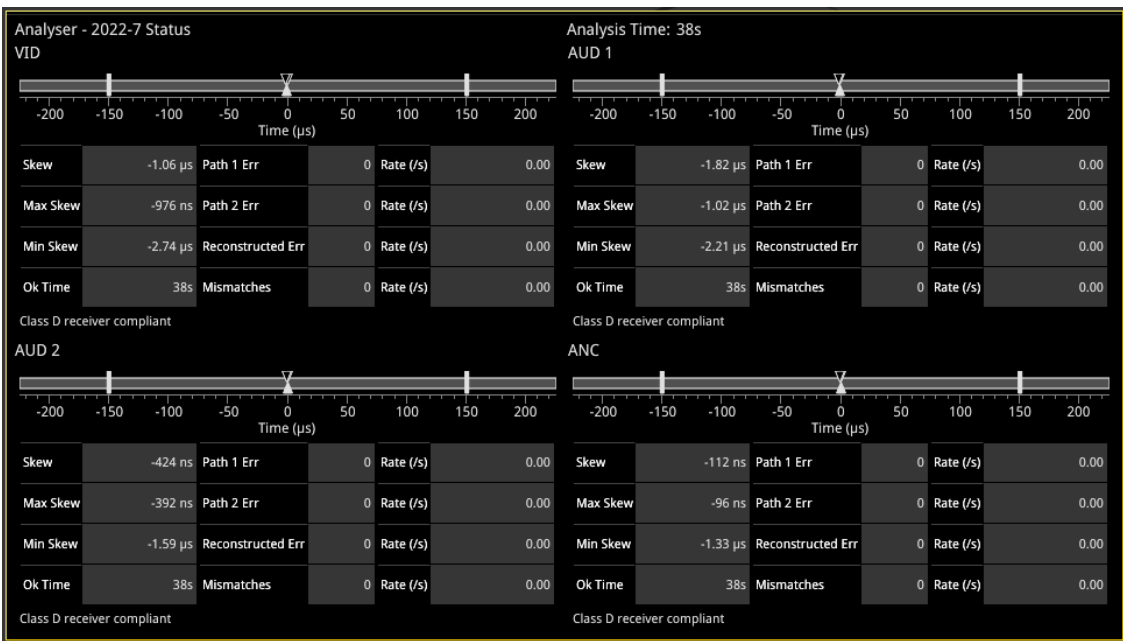 Analyser - 2022-7 Status
Analysis Time: 38s
VID
-200 -150 -100 -50 0 50 100 150 200
Time (µs)
Skew -1.06 µs Path 1 Err 0 Rate (/s) 0.00
Max Skew -976 ns Path 2 Err 0 Rate (/s) 0.00
Min Skew -2.74 µs Reconstructed Err 0 Rate (/s) 0.00
Ok Time 38s Mismatches 0 Rate (/s) 0.00
Class D receiver compliant
AUD 1
-200 -150 -100 -50 0 50 100 150 200
Time (µs)
Skew -1.82 µs Path 1 Err 0 Rate (/s) 0.00
Max Skew -1.02 µs Path 2 Err 0 Rate (/s) 0.00
Min Skew -2.21 µs Reconstructed Err 0 Rate (/s) 0.00
Ok Time 38s Mismatches 0 Rate (/s) 0.00
Class D receiver compliant
AUD 2
-200 -150 -100 -50 0 50 100 150 200
Time (µs)
Skew -424 ns Path 1 Err 0 Rate (/s) 0.00
Max Skew -392 ns Path 2 Err 0 Rate (/s) 0.00
Min Skew -1.59 µs Reconstructed Err 0 Rate (/s) 0.00
Ok Time 38s Mismatches 0 Rate (/s) 0.00
Class D receiver compliant
ANC
-200 -150 -100 -50 0 50 100 150 200
Time (µs)
Skew -112 ns Path 1 Err 0 Rate (/s) 0.00
Max Skew -96 ns Path 2 Err 0 Rate (/s) 0.00
Min Skew -1.33 µs Reconstructed Err 0 Rate (/s) 0.00
Ok Time 38s Mismatches 0 Rate (/s) 0.00
Class D receiver compliant